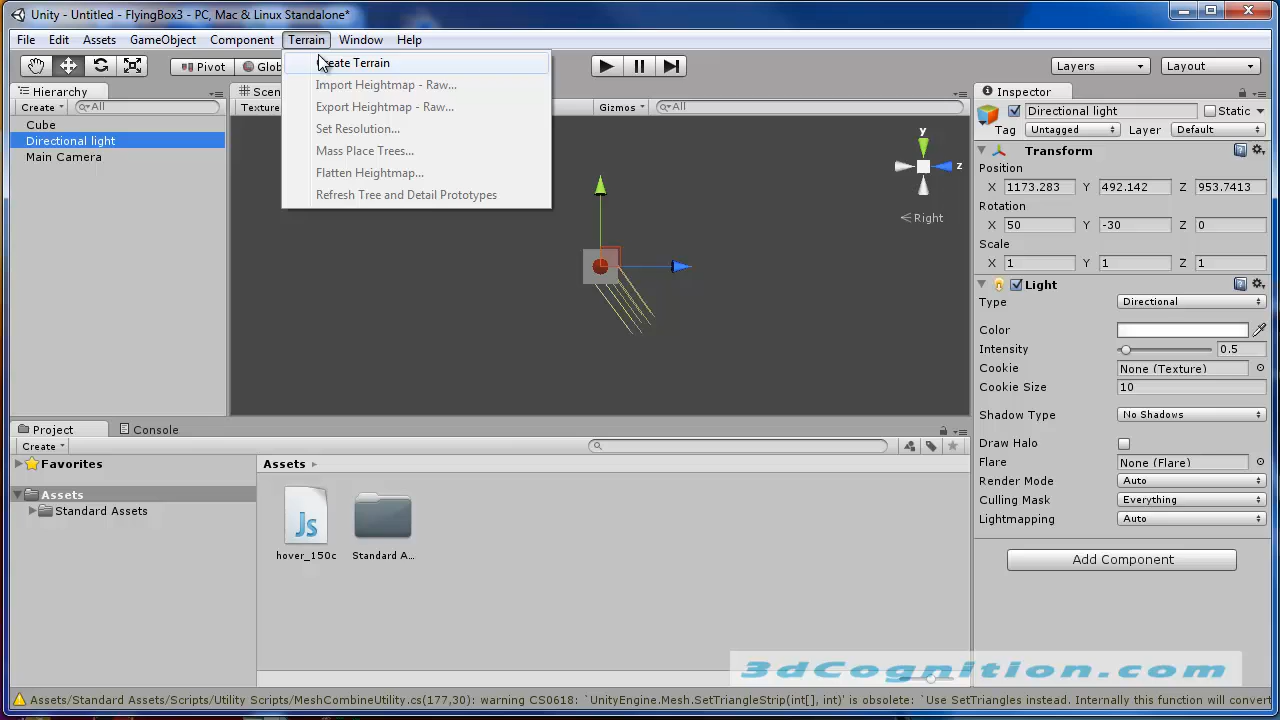 Unity - Untitled - FlyingBox3 - PC, Mac & Linux Standalone*
File Edit Assets GameObject Component Terrain Window Help
Pivot
Layers Layout
Create Terrain
Import Heightmap - Raw...
Export Heightmap - Raw...
Set Resolution...
Mass Place Trees...
Flatten Heightmap...
Refresh Tree and Detail Prototypes
Hierarchy
Create All
Cube
Directional light
Main Camera
Gizmos All
y
z
Right
Inspector
Directional light Static
Tag Untagged Layer Default
Transform
Position
X 1173.283 Y 492.142 Z 953.7413
Rotation
X 50 Y -30 Z 0
Scale
X 1 Y 1 Z 1
Light
Type Directional
Color
Intensity 0.5
Cookie None (Texture)
Cookie Size 10
Shadow Type No Shadows
Draw Halo
Flare None (Flare)
Render Mode Auto
Culling Mask Everything
Lightmapping Auto
Add Component
Project Console
Create
Favorites
Assets
Standard Assets
Assets
Js
hover_150c Standard A...
3dCognition.com
Assets/Standard Assets/Scripts/Utility Scripts/MeshCombineUtility.cs(177,30): warning CS0618: `UnityEngine.Mesh.SetTriangleStrip(int[], int)' is obsolete: `Use SetTriangles instead. Internally this function will convert